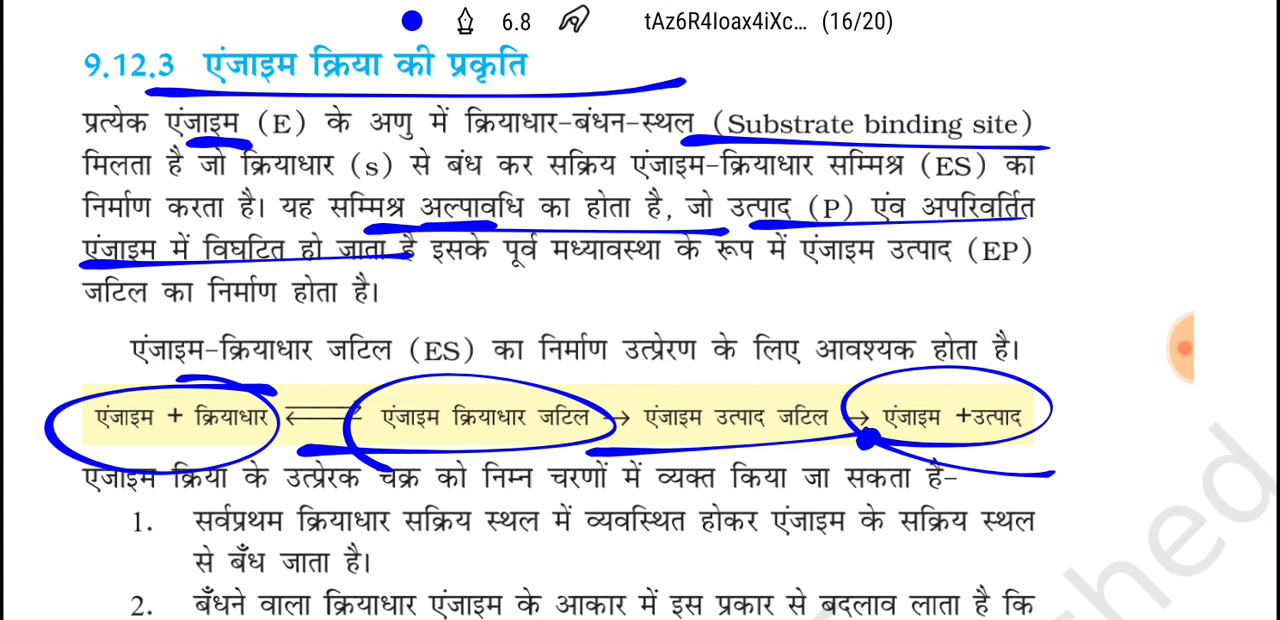 6.8 tAz6R4Ioax4iXc... (16/20)
9.12.3 एंजाइम क्रिया की प्रकृति
प्रत्येक एंजाइम (E) के अणु में क्रियाधार-बंधन-स्थल (Substrate binding site)
मिलता है जो क्रियाधार (s) से बंध कर सक्रिय एंजाइम-क्रियाधार सम्मिश्र (ES) का
निर्माण करता है। यह सम्मिश्र अल्पावधि का होता है, जो उत्पाद (P) एंव अपरिवर्तित
एंजाइम में विघटित हो जाता है इसके पूर्व मध्यावस्था के रूप में एंजाइम उत्पाद (EP)
जटिल का निर्माण होता है।
एंजाइम-क्रियाधार जटिल (ES) का निर्माण उत्प्रेरण के लिए आवश्यक होता है।
एंजाइम + क्रियाधार ⇌ एंजाइम क्रियाधार जटिल → एंजाइम उत्पाद जटिल → एंजाइम +उत्पाद
एंजाइम क्रिया के उत्प्रेरक चक्र को निम्न चरणों में व्यक्त किया जा सकता है-
1. सर्वप्रथम क्रियाधार सक्रिय स्थल में व्यवस्थित होकर एंजाइम के सक्रिय स्थल
से बँध जाता है।
2. बँधने वाला क्रियाधार एंजाइम के आकार में इस प्रकार से बदलाव लाता है कि
shed